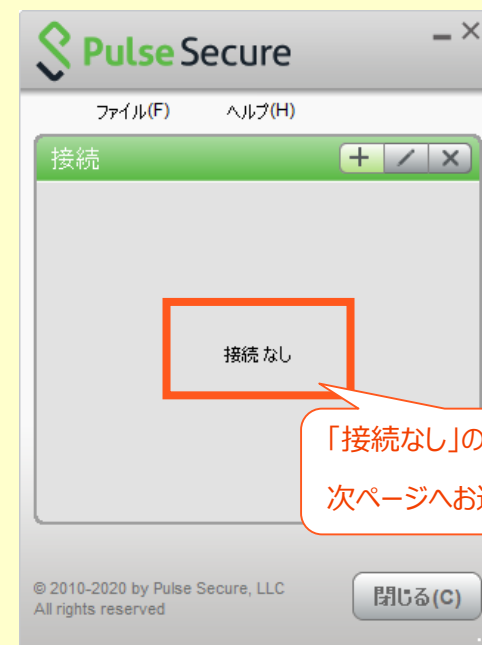 Pulse Secure
ファイル(F) ヘルプ(H)
接続
接続なし
「接続なし」の
次ページへお
© 2010-2020 by Pulse Secure, LLC
All rights reserved
閉じる(C)